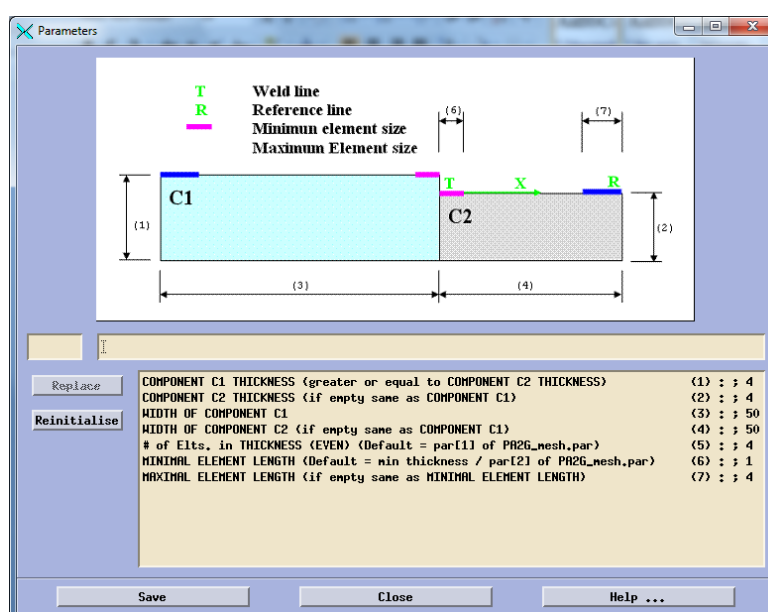 Parameters
T Weld line
R Reference line
Minimun element size
Maximum Element size
(6) (7)
T X R
C1
C2
(1)
(2)
(3) (4)
Replace
Reinitialise
COMPONENT C1 THICKNESS (greater or equal to COMPONENT C2 THICKNESS) (1) : ; 4
COMPONENT C2 THICKNESS (if empty same as COMPONENT C1) (2) : ; 4
WIDTH OF COMPONENT C1 (3) : ; 50
WIDTH OF COMPONENT C2 (if empty same as COMPONENT C1) (4) : ; 50
# of Elts. in THICKNESS (EVEN) (Default = par[1] of PA2G_mesh.par) (5) : ; 4
MINIMAL ELEMENT LENGTH (Default = min thickness / par[2] of PA2G_mesh.par) (6) : ; 1
MAXIMAL ELEMENT LENGTH (if empty same as MINIMAL ELEMENT LENGTH) (7) : ; 4
Save Close Help ...